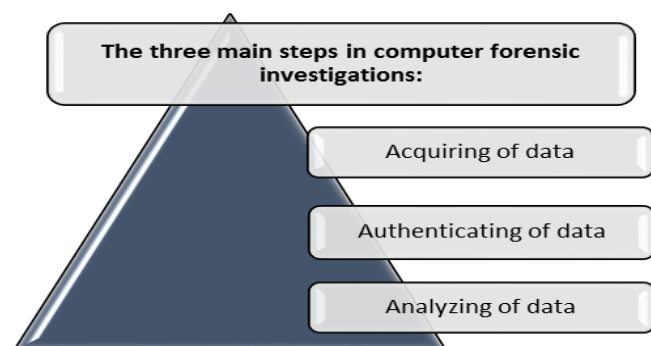 The three main steps in computer forensic
investigations:
Acquiring of data
Authenticating of data
Analyzing of data